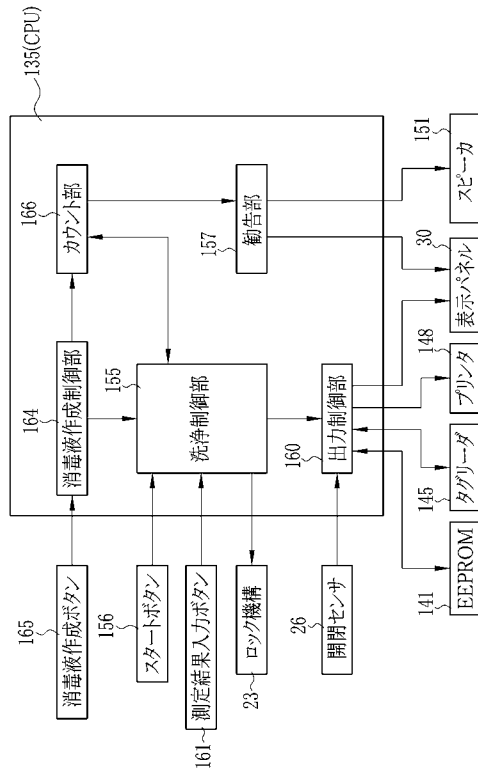 135(CPU)
166
カウント部
157
勧告部
151
スピーカ
164
消毒液作成制御部
155
洗浄制御部
160
出力制御部
30
表示パネル
148
プリンタ
145
タグリーダ
141
EEPROM
165
消毒液作成ボタン
156
スタートボタン
161
測定結果入力ボタン
23
ロック機構
26
開閉センサ